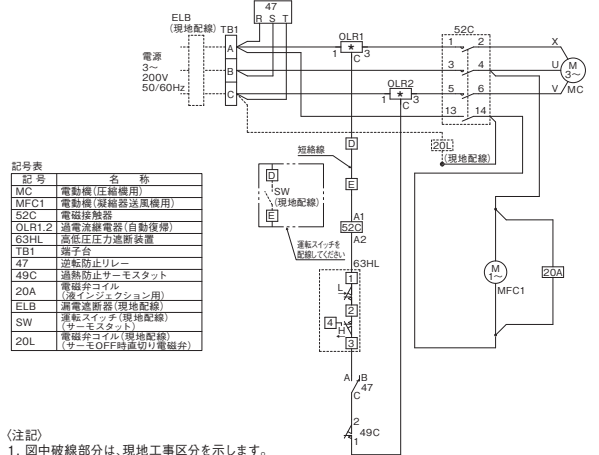 ELB
(現地配線)
TB1
47
R S T
電源
3~
200V
50/60Hz
A
B
C
OLR1
1 * 3
C
OLR2
1 * 3
C
52C
1 2
3 4
5 6
13 14
X
U
V
M
3~
MC
20L
(現地配線)
短絡線
D
E
D
SW
(現地配線)
E
運転スイッチを
配線してください
A1
52C
A2
63HL
1
L
2
4
H
3
A B
47
C
2
49C
1
M
1~
MFC1
20A
記号表
記 号 名 称
MC 電動機(圧縮機用)
MFC1 電動機(凝縮器送風機用)
52C 電磁接触器
OLR1.2 過電流継電器(自動復帰)
63HL 高低圧圧力遮断装置
TB1 端子台
47 逆転防止リレー
49C 過熱防止サーモスタット
20A 電磁弁コイル
(液インジェクション用)
ELB 漏電遮断器(現地配線)
SW 運転スイッチ(現地配線)
(サーモスタット)
20L 電磁弁コイル(現地配線)
(サーモOFF時直切り電磁弁)
〈注記〉
1. 図中破線部分は、現地工事区分を示します。